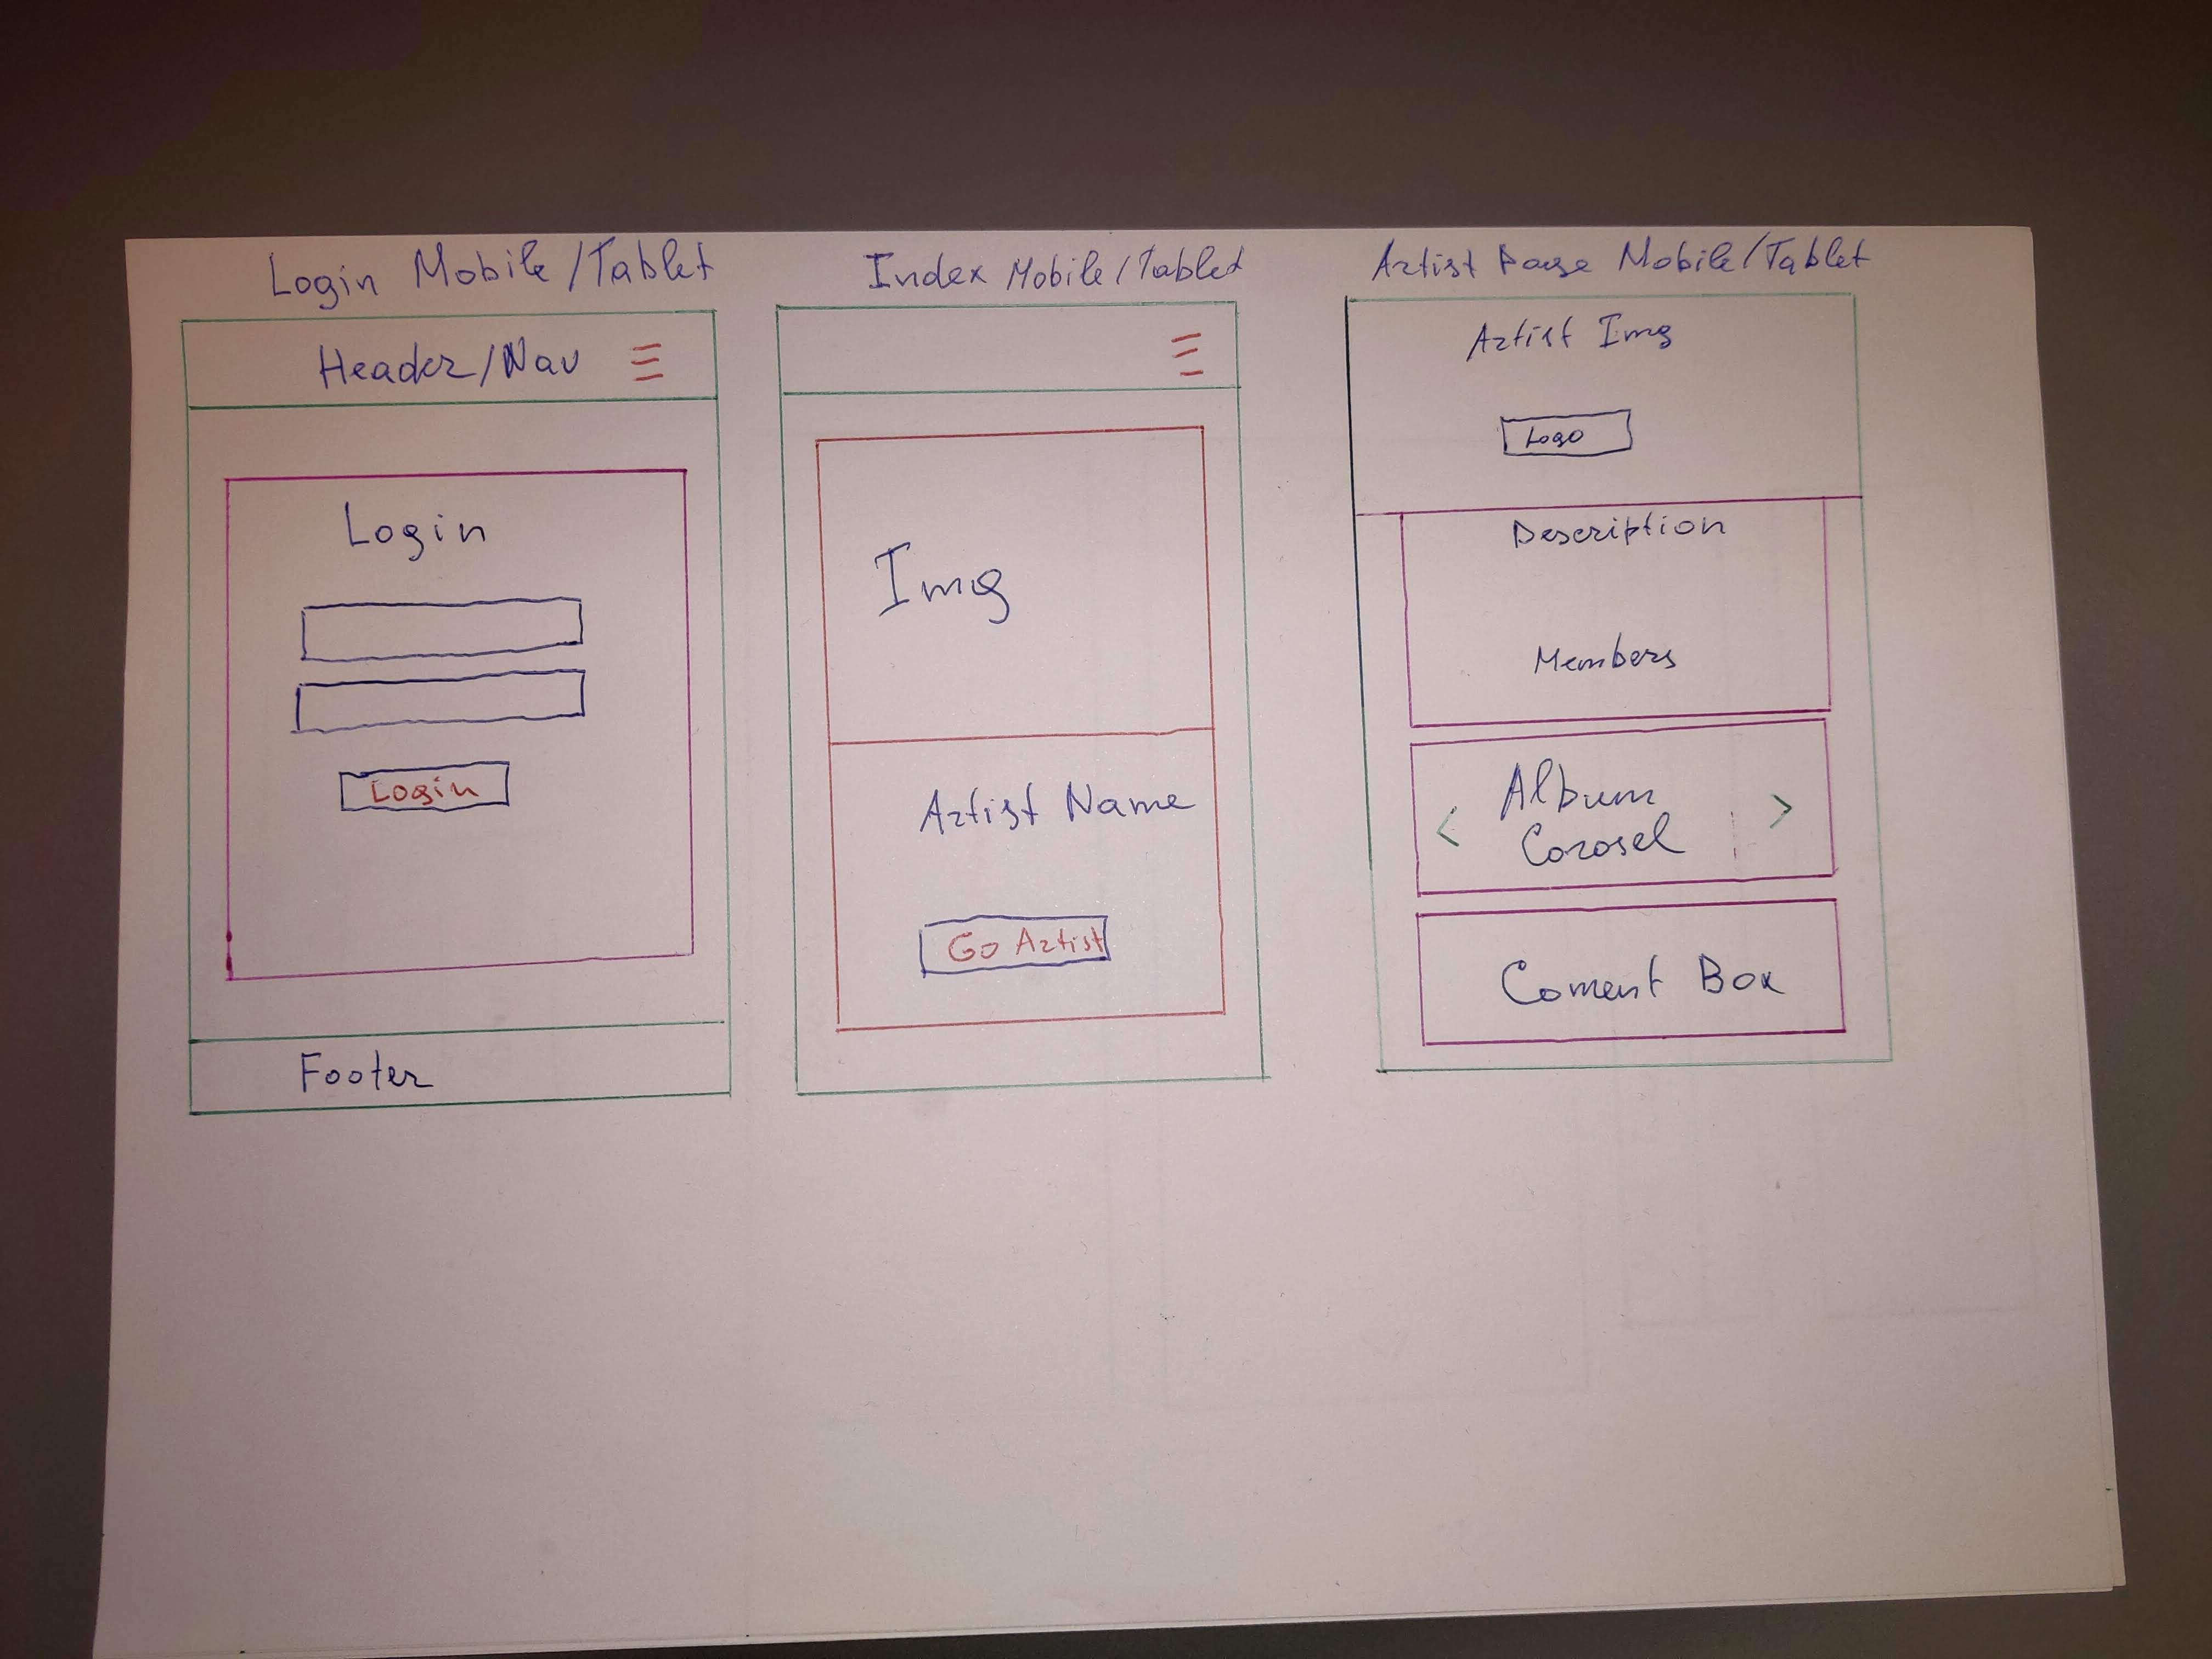 Login Mobile/Tablet
Header/Nav
Login
Login
Footer
Index Mobile/Tablet
Img
Artist Name
Go Artist
Artist Page Mobile/Tablet
Artist Img
Logo
Description
Members
< Album >
Corosel
Coment Box